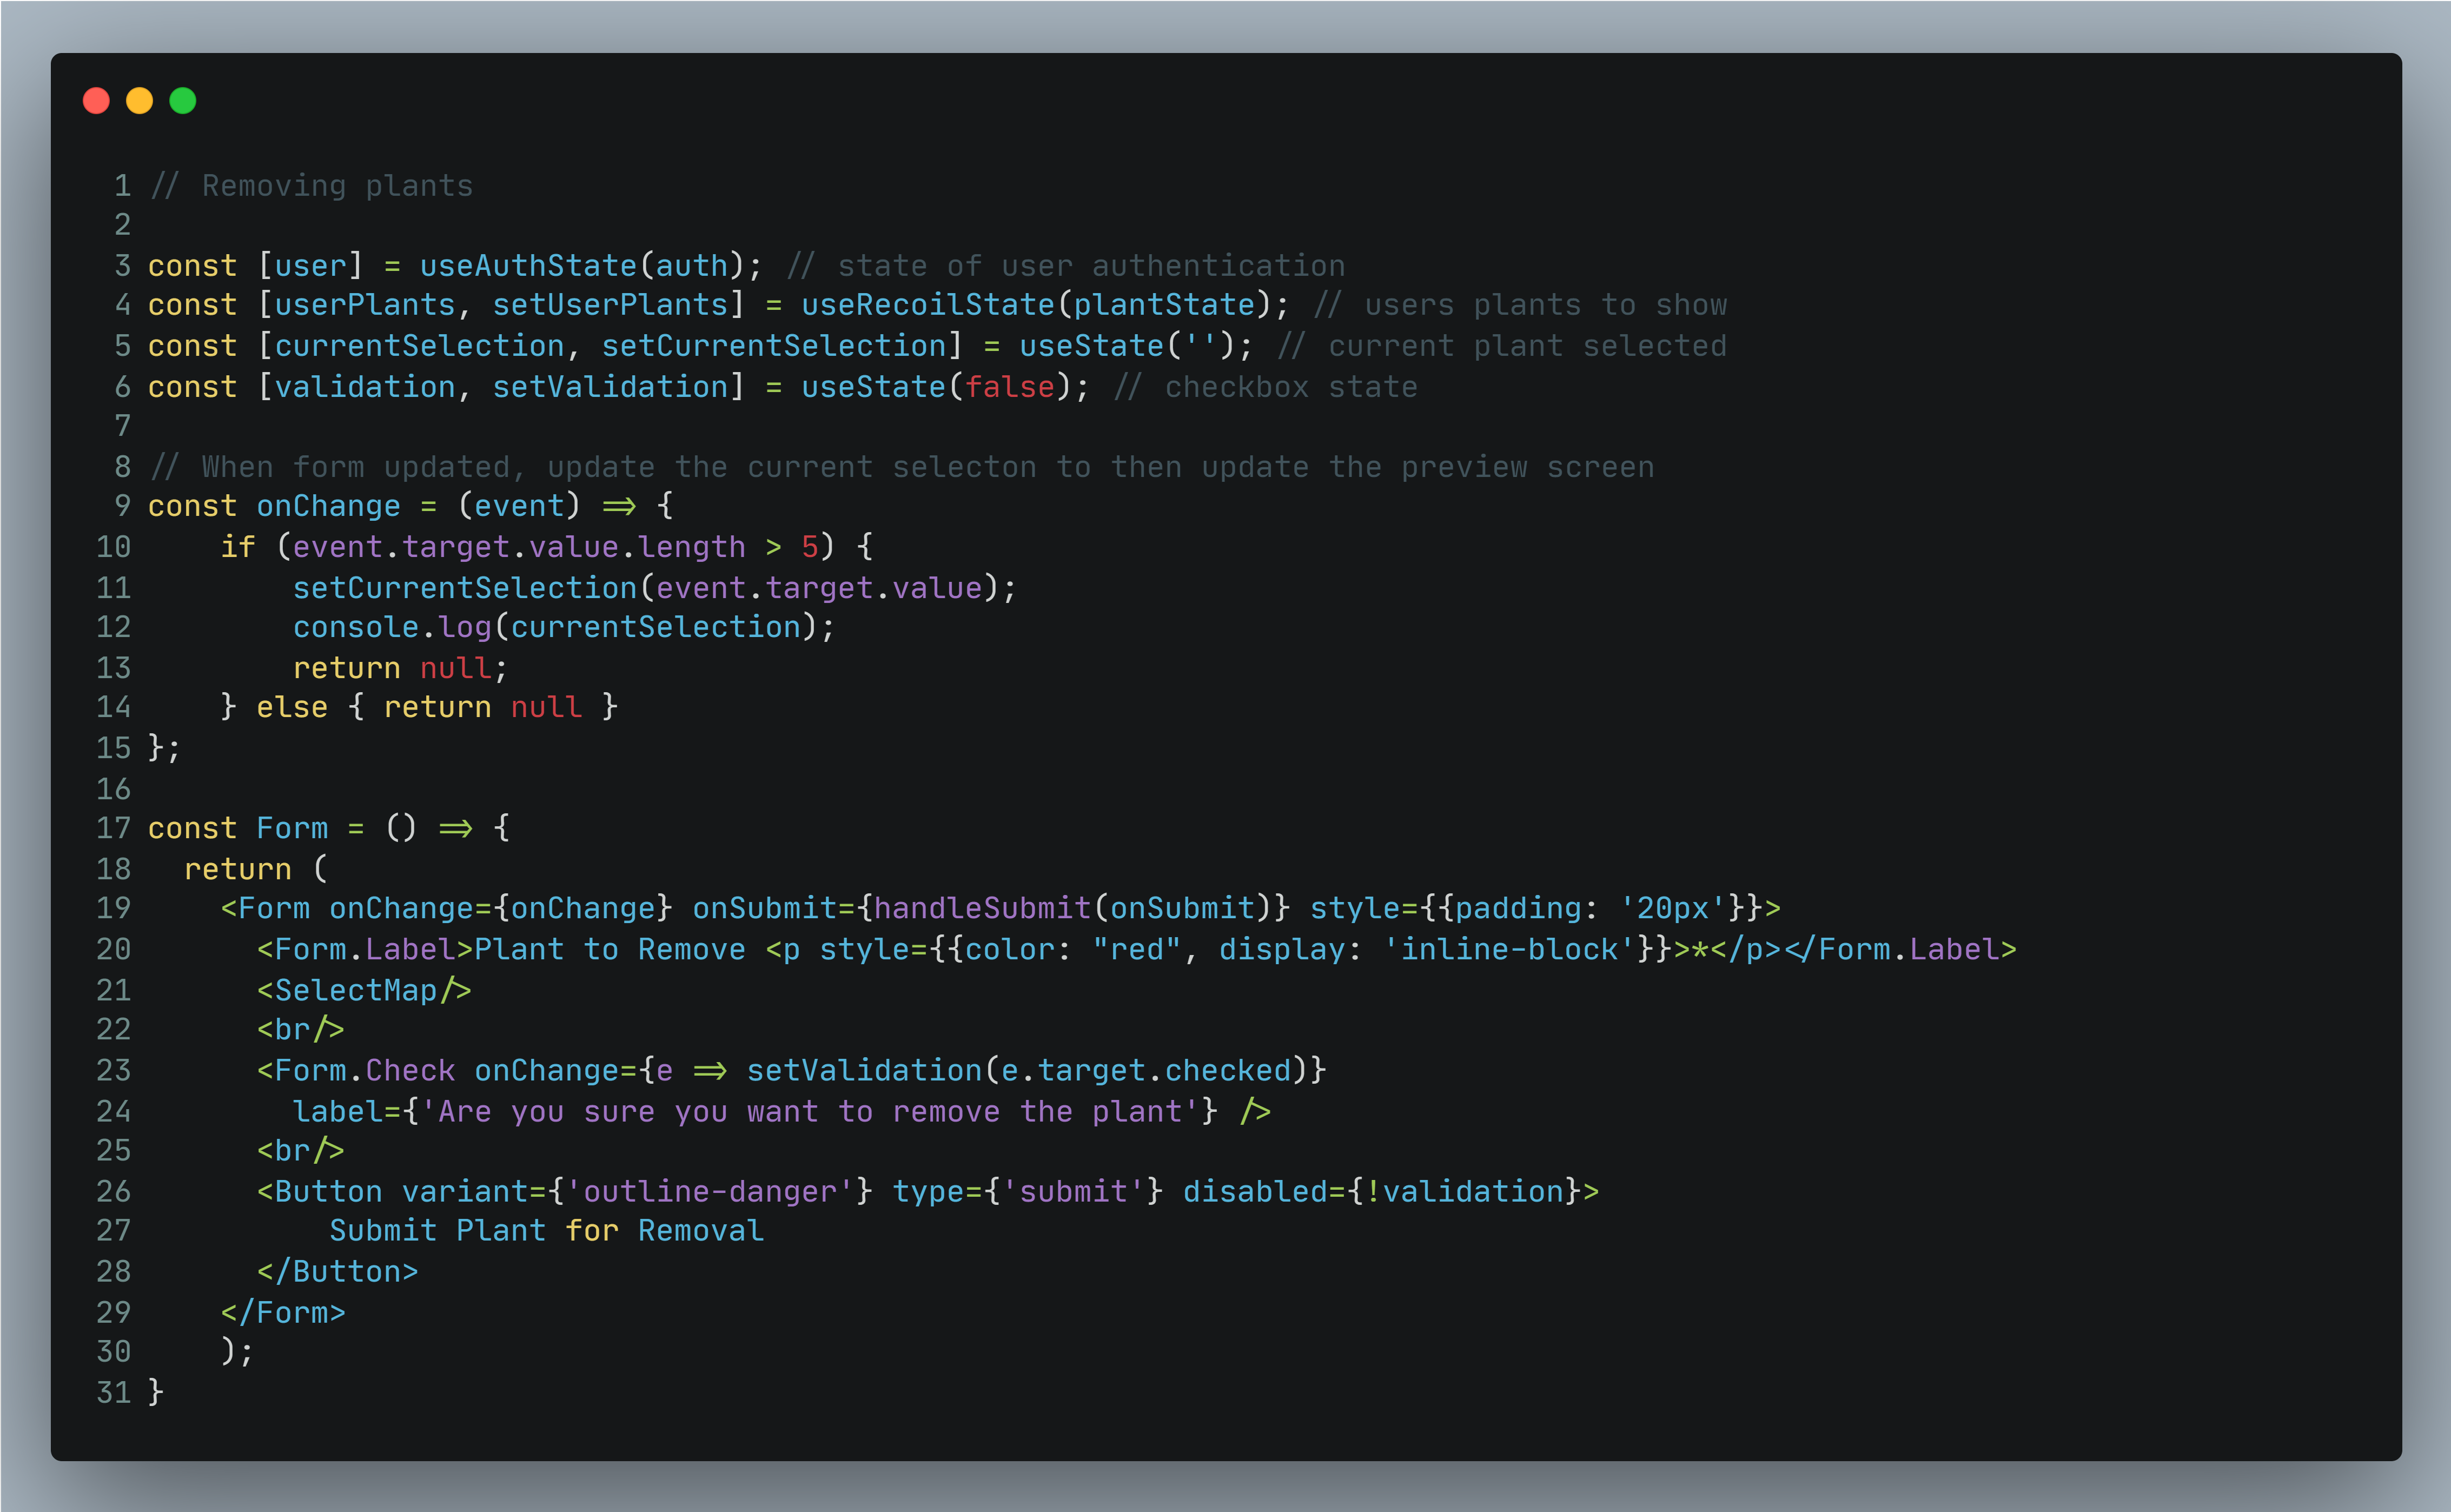 1 // Removing plants
2
3 const [user] = useAuthState(auth); // state of user authentication
4 const [userPlants, setUserPlants] = useRecoilState(plantState); // users plants to show
5 const [currentSelection, setCurrentSelection] = useState(''); // current plant selected
6 const [validation, setValidation] = useState(false); // checkbox state
7
8 // When form updated, update the current selecton to then update the preview screen
9 const onChange = (event) => {
10     if (event.target.value.length > 5) {
11         setCurrentSelection(event.target.value);
12         console.log(currentSelection);
13         return null;
14     } else { return null }
15 };
16
17 const Form = () => {
18   return (
19     <Form onChange={onChange} onSubmit={handleSubmit(onSubmit)} style={{padding: '20px'}}>
20       <Form.Label>Plant to Remove <p style={{color: "red", display: 'inline-block'}}>*</p></Form.Label>
21       <SelectMap/>
22       <br/>
23       <Form.Check onChange={e => setValidation(e.target.checked)}
24         label={'Are you sure you want to remove the plant'} />
25       <br/>
26       <Button variant={'outline-danger'} type={'submit'} disabled={!validation}>
27           Submit Plant for Removal
28       </Button>
29     </Form>
30     );
31 }